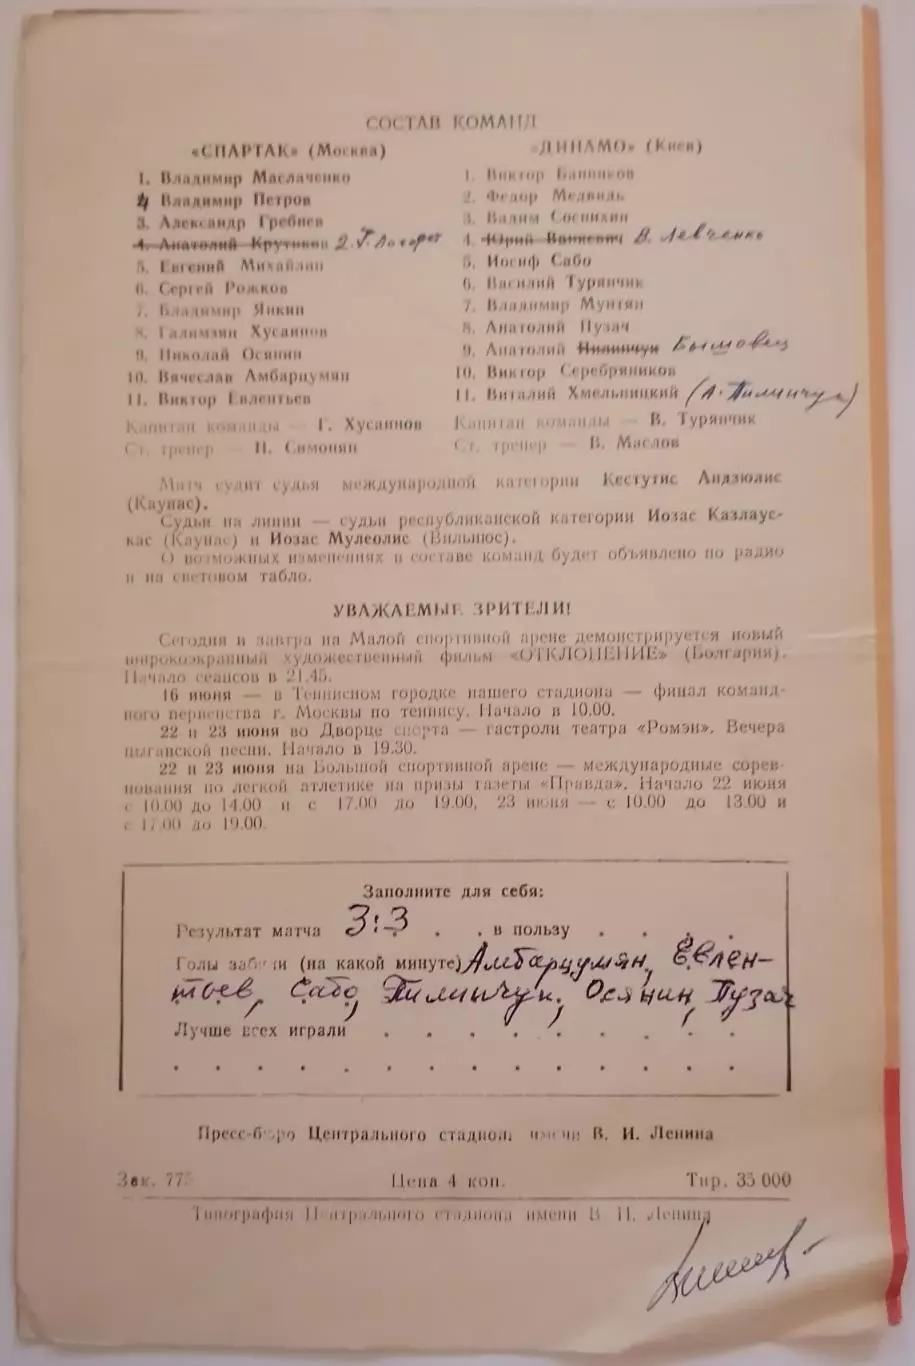 СОСТАВ КОМАНД
«СПАРТАК» (Москва)
«ДИНАМО» (Киев)
1. Владимир Маслаченко
4 Владимир Петров
3. Александр Гребнев
4. Анатолий Крутиков 2. Г. Логофет
5. Евгений Михайлин
6. Сергей Рожков
7. Владимир Янкин
8. Галимзян Хусаинов
9. Николай Осянин
10. Вячеслав Амбарцумян
11. Виктор Евлентьев
Капитан команды — Г. Хусаинов
Ст. тренер — Н. Симонян
1. Виктор Банников
2. Федор Медвидь
3. Вадим Соснихин
4. Юрий Ванкевич В. Левченко
5. Иосиф Сабо
6. Василий Турянчик
7. Владимир Мунтян
8. Анатолий Пузач
9. Анатолий Пилипчук Бышовец
10. Виктор Серебряников
11. Виталий Хмельницкий (А. Пилипчук)
Капитан команды — В. Турянчик
Ст. тренер — В. Маслов
Матч судит судья международной категории Кестутис Андзюлис
(Каунас).
Судьи на линии — судьи республиканской категории Иозас Казлаус-
кас (Каунас) и Иозас Мулеолис (Вильнюс).
О возможных изменениях в составе команд будет объявлено по радио
и на световом табло.
УВАЖАЕМЫЕ ЗРИТЕЛИ!
Сегодня и завтра на Малой спортивной арене демонстрируется новый
широкоэкранный художественный фильм «ОТКЛОНЕНИЕ» (Болгария).
Начало сеансов в 21.45.
16 июня — в Теннисном городке нашего стадиона — финал команд-
ного первенства г. Москвы по теннису. Начало в 10.00.
22 и 23 июня во Дворце спорта — гастроли театра «Ромэн». Вечера
цыганской песни. Начало в 19.30.
22 и 23 июня на Большой спортивной арене — международные сорев-
нования по легкой атлетике на призы газеты «Правда». Начало 22 июня
с 10.00 до 14.00 и с 17.00 до 19.00, 23 июня — с 10.00 до 13.00 и
с 17.00 до 19.00.
Заполните для себя:
Результат матча 3:3 . . в пользу . . . .
Голы забили (на какой минуте) Амбарцумян, Евлен-
тьев, Сабо, Пилипчук, Осянин, Пузач
Лучше всех играли . . . . . . . . .
Пресс-бюро Центрального стадиона имени В. И. Ленина
Зак. 775
Цена 4 коп.
Тир. 35 000
Типография Центрального стадиона имени В. И. Ленина